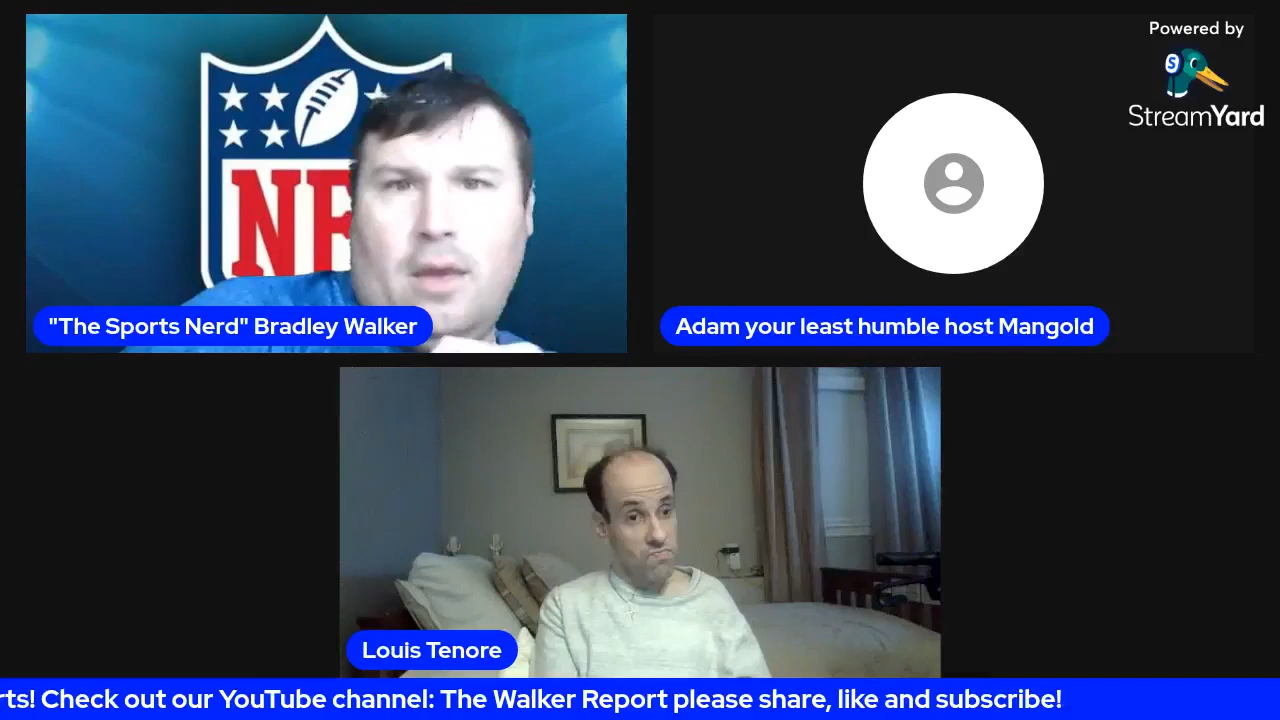 Powered by
S
StreamYard
NF
"The Sports Nerd" Bradley Walker
Adam your least humble host Mangold
Louis Tenore
rts! Check out our YouTube channel: The Walker Report please share, like and subscribe!